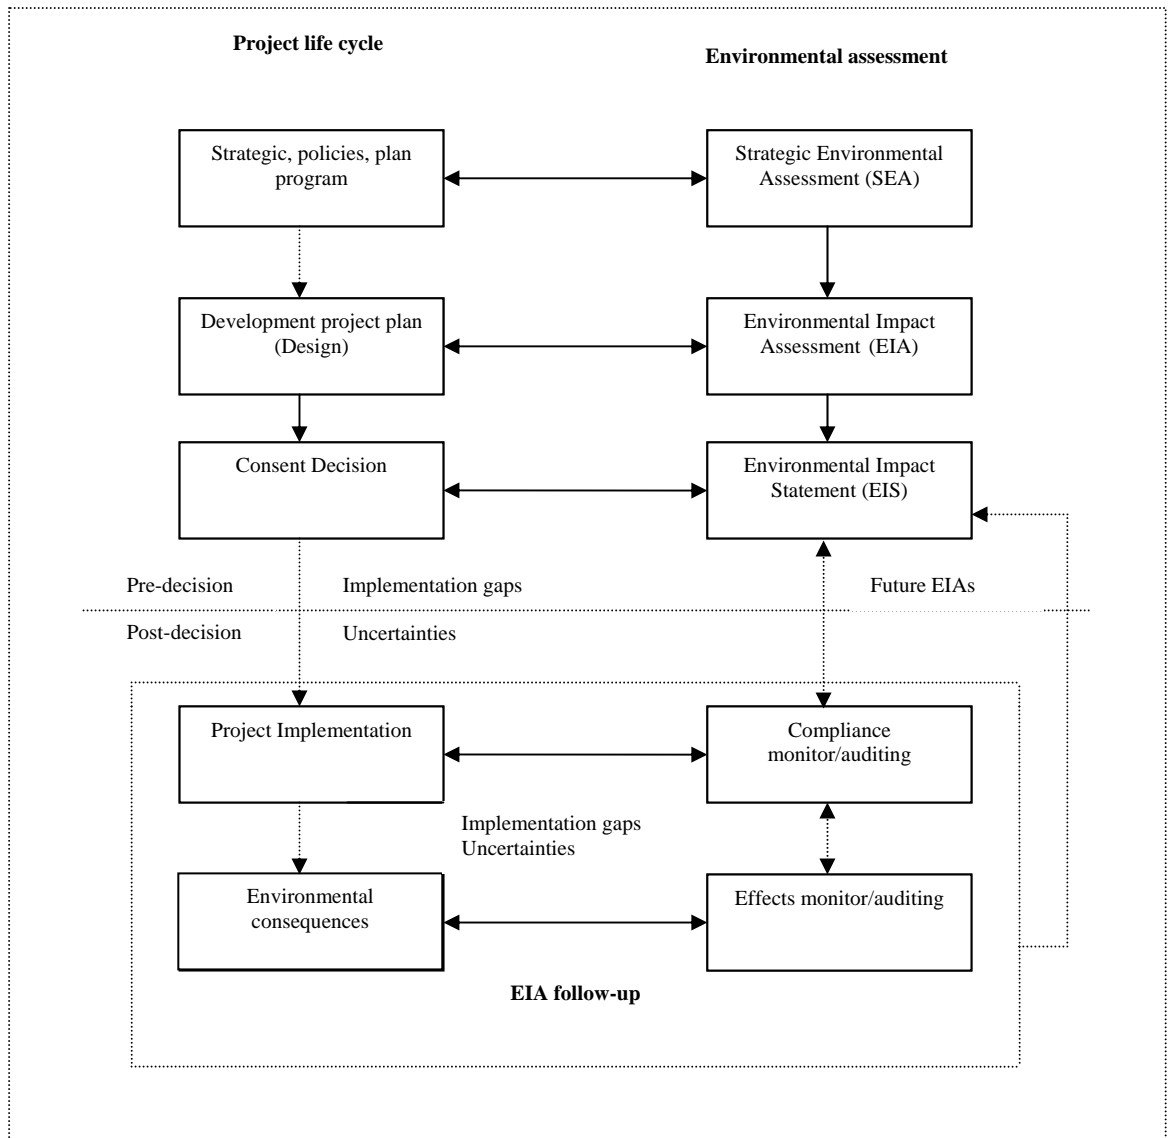 Project life cycle
Environmental assessment
Strategic, policies, plan
program
Strategic Environmental
Assessment (SEA)
Development project plan
(Design)
Environmental Impact
Assessment (EIA)
Consent Decision
Environmental Impact
Statement (EIS)
Pre-decision
Implementation gaps
Future EIAs
Post-decision
Uncertainties
Project Implementation
Compliance
monitor/auditing
Implementation gaps
Uncertainties
Environmental
consequences
Effects monitor/auditing
EIA follow-up